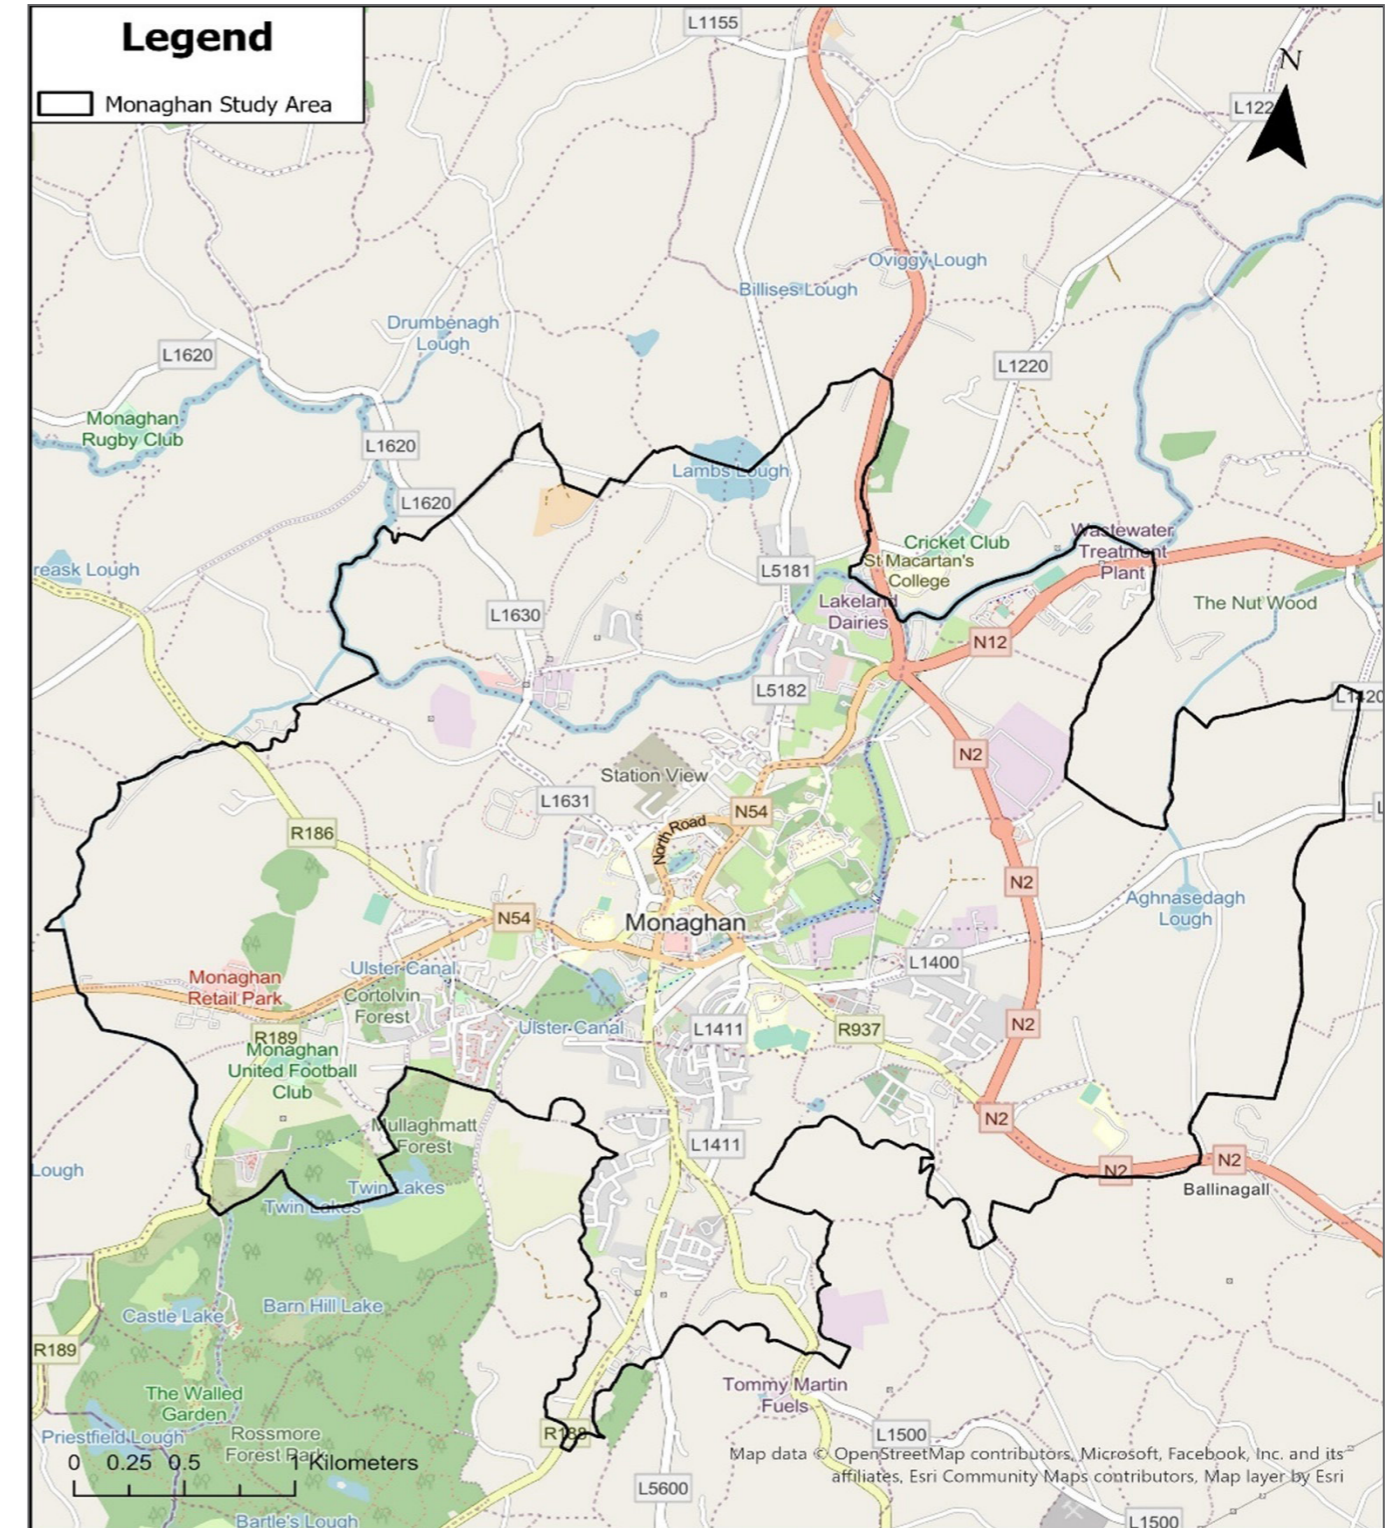 Legend
Monaghan Study Area
L1155
N
L122
Oviggy Lough
Billises Lough
Drumbenagh
Lough
L1620
L1220
Monaghan
Rugby Club
L1620
Lambs Lough
L1620
Wastewater
Treatment
Plant
Cricket Club
St Macartan's
College
reask Lough
L5181
Lakeland
Dairies
The Nut Wood
L1630
N12
L5182
L1420
N2
Station View
L1631
N54
North Road
R186
N2
Aghnasedagh
Lough
N54
Monaghan
L1400
Ulster Canal
Monaghan
Retail Park
Cortolvin
Forest
Ulster Canal
L1411
R937
N2
R189
Monaghan
United Football
Club
N2
Mullaghmatt
Forest
L1411
Lough
N2
N2
Ballinagall
Twin Lakes
Twin Lakes
Barn Hill Lake
Castle Lake
R189
Tommy Martin
Fuels
The Walled
Garden
R188
L1500
Priestfield Lough
Rossmore
Forest Park
0 0.25 0.5 1 Kilometers
Map data © OpenStreetMap contributors, Microsoft, Facebook, Inc. and its
affiliates, Esri Community Maps contributors, Map layer by Esri
L5600
Bartle's Lough
L1500